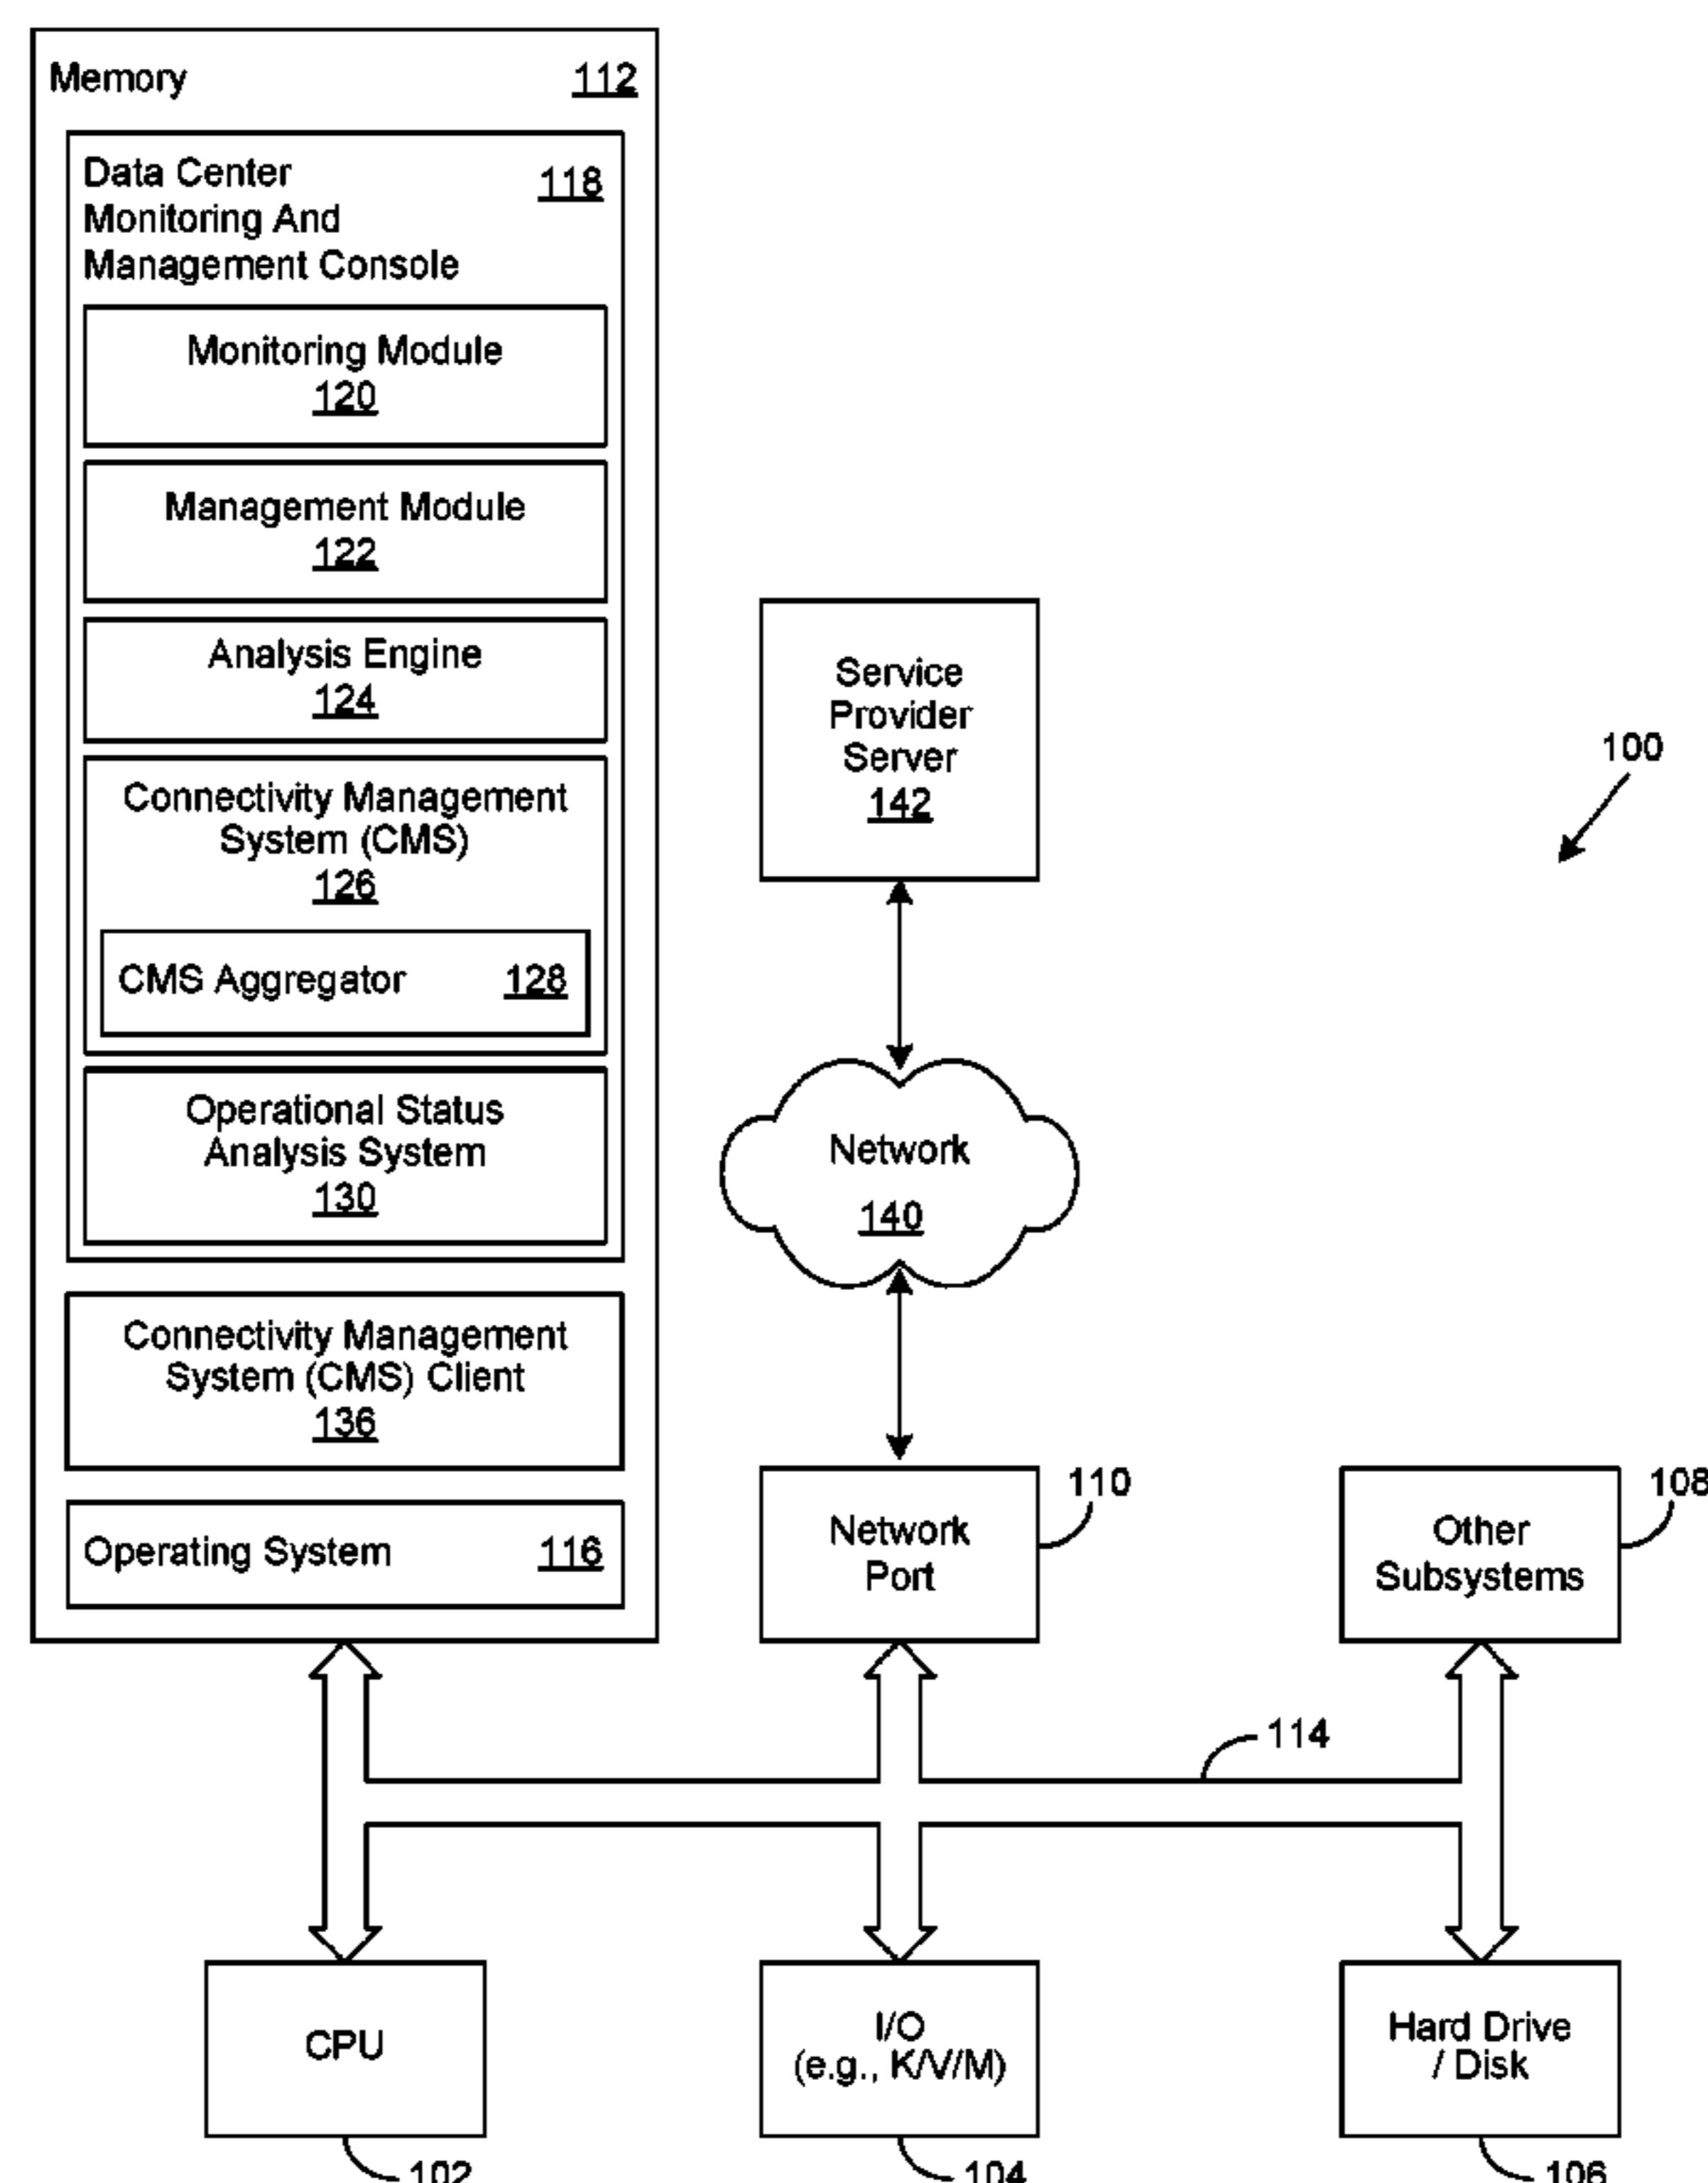 Memory 112
Data Center 118
Monitoring And
Management Console
Monitoring Module
120
Management Module
122
Analysis Engine
124
Connectivity Management
System (CMS)
126
CMS Aggregator 128
Operational Status
Analysis System
130
Connectivity Management
System (CMS) Client
136
Operating System 116
Service
Provider
Server
142
100
Network
140
Network
Port
110
Other
Subsystems
108
114
CPU
102
I/O
(e.g., K/V/M)
104
Hard Drive
/ Disk
106